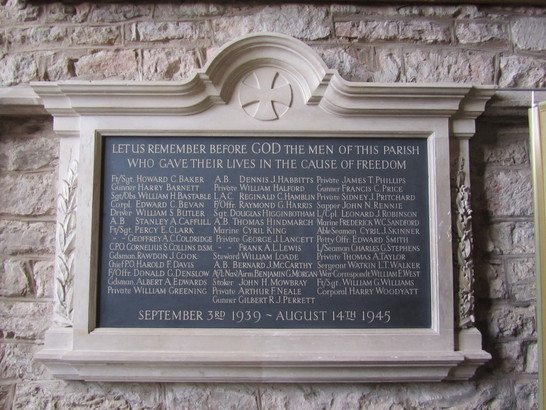 LET US REMEMBER BEFORE GOD THE MEN OF THIS PARISH
WHO GAVE THEIR LIVES IN THE CAUSE OF FREEDOM
Ft/Sgt. HOWARD C. BAKER
Gunner HARRY BARNETT
Sgt/Obs. WILLIAM H. BASTABLE
Corpl. EDWARD C. BEVAN
Driver WILLIAM S. BUTLER
A.B. STANLEY A. CAPFULL
Ft/Sgt. PERCY E. CLARK
" " GEOFFREY A.C. COLDRIDGE
C.P.O. CORNELIUS S. COLLINS D.S.M.
Gdsman. RAWDON J. COOK
Chief P.O. HAROLD F. DAVIS
P/Offr. DONALD G. DENSLOW
Gdsman. ALBERT A. EDWARDS
Private WILLIAM GREENING
A.B. DENNIS J. HABBITTS
Private WILLIAM HALFORD
L.A.C. REGINALD C. HAMBLIN
P/Offr. RAYMOND G. HARRIS
Sgt. DOUGLAS HIGGINBOTHAM
A.B. THOMAS HINDMARCH
Marine CYRIL KING
Private GEORGE J. LANCETT
" " FRANK A. L. LEWIS
Steward WILLIAM LOADE
A.B. BERNARD J. McCARTHY
A/L/Nav/Airm. BENJAMIN G. MORGAN
Stoker JOHN H. MOWBRAY
Private ARTHUR F. NEALE
Gunner GILBERT R.J. PERRETT
Private JAMES T. PHILLIPS
Gunner FRANCIS C. PRICE
Private SIDNEY J. PRITCHARD
Sapper JOHN N. RENNIE
L/Cpl. LEONARD J. ROBINSON
Marine FREDERICK W.C. SANDFORD
Able Seaman CYRIL J. SKINNER
Petty Offr. EDWARD SMITH
L/Seaman CHARLES G. STEPHENS
Private THOMAS A. TAYLOR
Sergeant WATKIN I.T. WALKER
War Correspondt. WILLIAM E. WEST
Ft/Sgt. WILLIAM G. WILLIAMS
Corporal HARRY WOODYATT
SEPTEMBER 3RD 1939 ~ AUGUST 14TH 1945